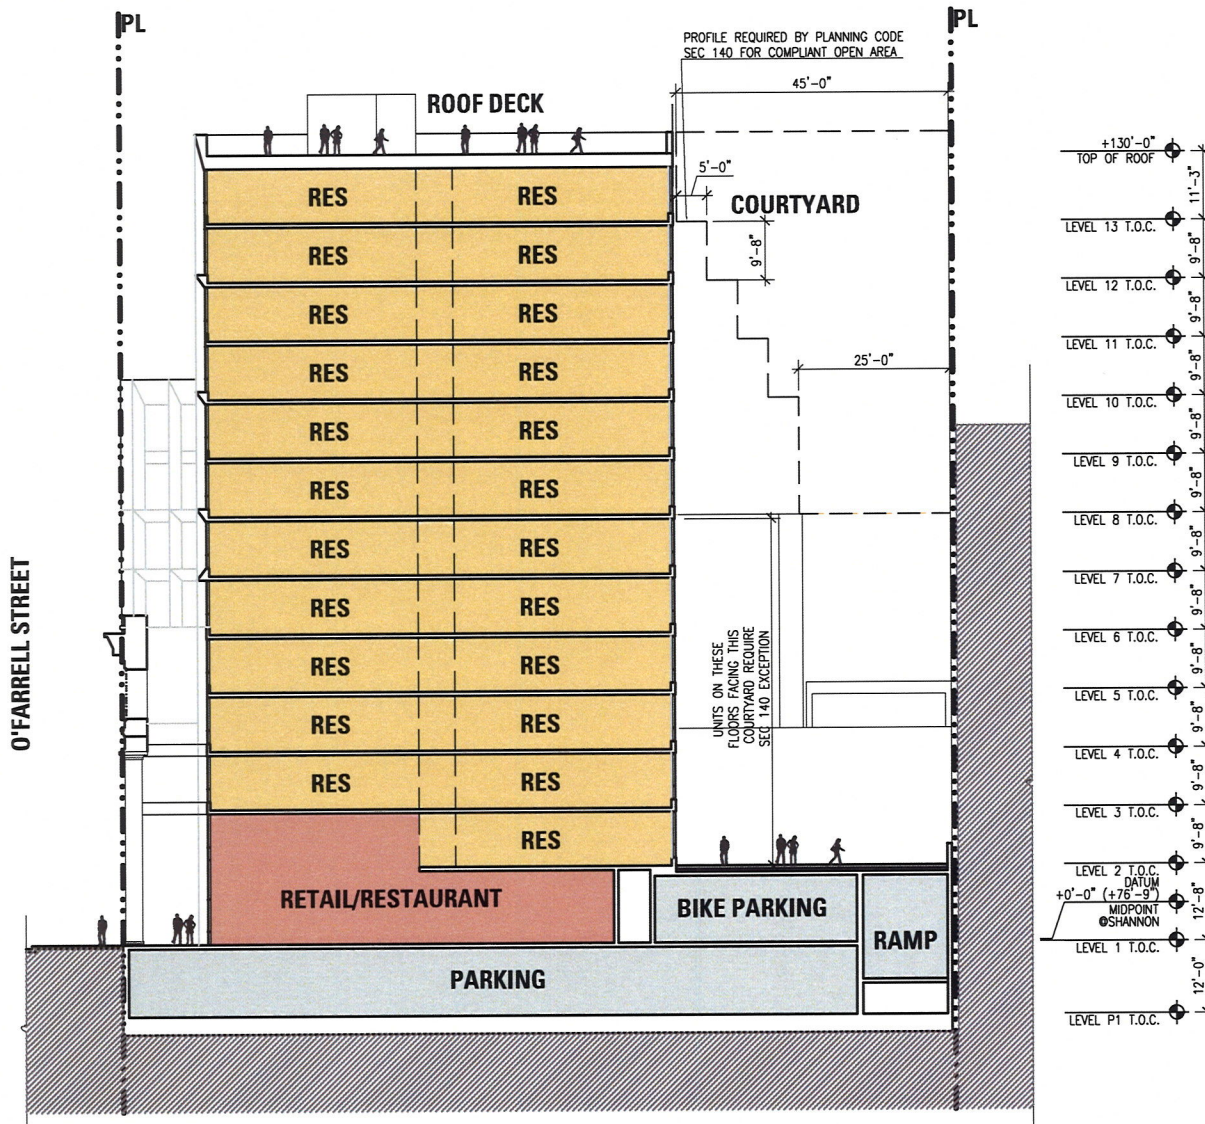 PL
PL
PROFILE REQUIRED BY PLANNING CODE
SEC 140 FOR COMPLIANT OPEN AREA
45'-0"
ROOF DECK
5'-0"
COURTYARD
9'-8"
25'-0"
RES RES
RES RES
RES RES
RES RES
RES RES
RES RES
RES RES
RES RES
RES RES
RES RES
RES RES
RES
UNITS ON THESE
FLOORS FACING THIS
COURTYARD REQUIRE
SEC 140 EXCEPTION
O'FARRELL STREET
RETAIL/RESTAURANT
BIKE PARKING
RAMP
PARKING
+130'-0"
TOP OF ROOF
11'-3"
LEVEL 13 T.O.C.
9'-8"
LEVEL 12 T.O.C.
9'-8"
LEVEL 11 T.O.C.
9'-8"
LEVEL 10 T.O.C.
9'-8"
LEVEL 9 T.O.C.
9'-8"
LEVEL 8 T.O.C.
9'-8"
LEVEL 7 T.O.C.
9'-8"
LEVEL 6 T.O.C.
9'-8"
LEVEL 5 T.O.C.
9'-8"
LEVEL 4 T.O.C.
9'-8"
LEVEL 3 T.O.C.
9'-8"
LEVEL 2 T.O.C.
DATUM
+0'-0" (+76'-9")
MIDPOINT
@SHANNON
12'-8"
LEVEL 1 T.O.C.
12'-0"
LEVEL P1 T.O.C.